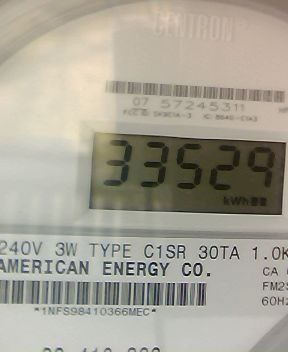 CENTRON
07 57245311
33529
kWh
240V 3W TYPE C1SR 30TA 1.0K
AMERICAN ENERGY CO.
CA
FM2S
60Hz
*1NFS98410366MEC*